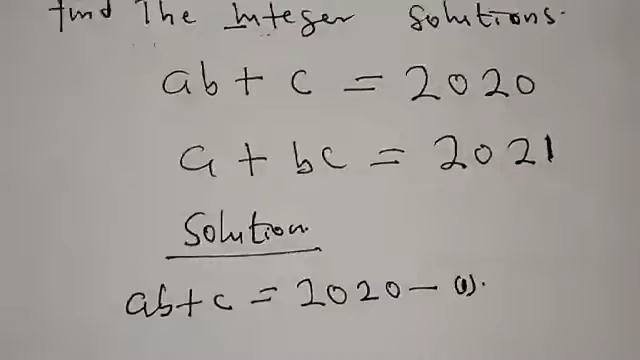 find The Integer Solutions.
ab + c = 2020
a + bc = 2021
Solution
ab+c = 2020 — (1).